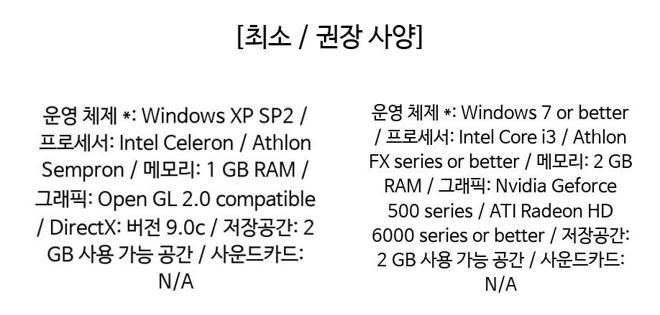 [최소 / 권장 사양]
운영 체제 *: Windows XP SP2 /
프로세서: Intel Celeron / Athlon
Sempron / 메모리: 1 GB RAM /
그래픽: Open GL 2.0 compatible
/ DirectX: 버전 9.0c / 저장공간: 2
GB 사용 가능 공간 / 사운드카드:
N/A
운영 체제 *: Windows 7 or better
/ 프로세서: Intel Core i3 / Athlon
FX series or better / 메모리: 2 GB
RAM / 그래픽: Nvidia Geforce
500 series / ATI Radeon HD
6000 series or better / 저장공간:
2 GB 사용 가능 공간 / 사운드카드:
N/A